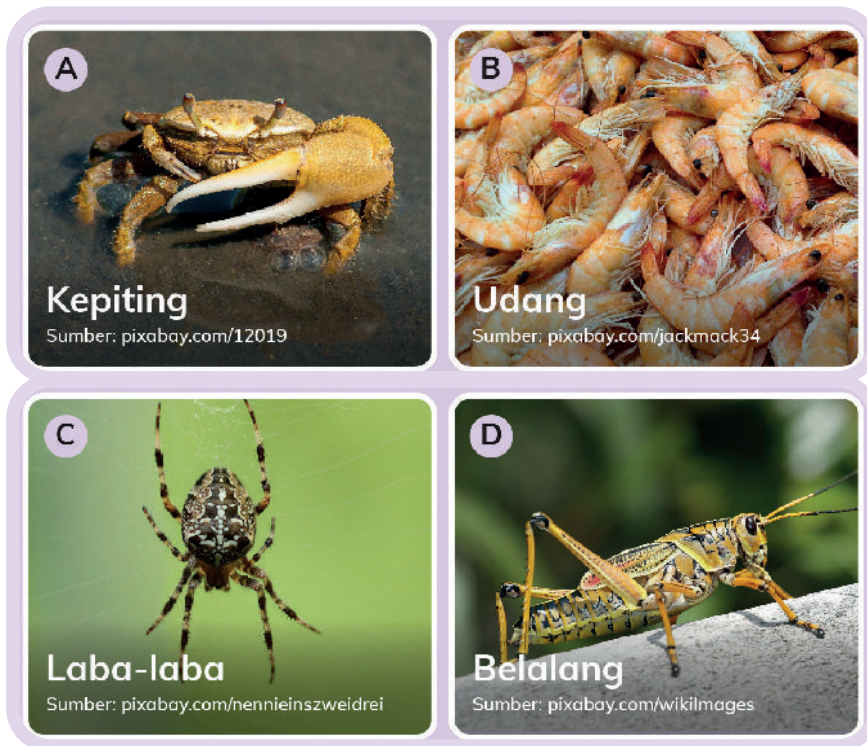 A
Kepiting
Sumber: pixabay.com/12019
B
Udang
Sumber: pixabay.com/jackmack34
C
Laba-laba
Sumber: pixabay.com/nennieinszweidrei
D
Belalang
Sumber: pixabay.com/wikiImages